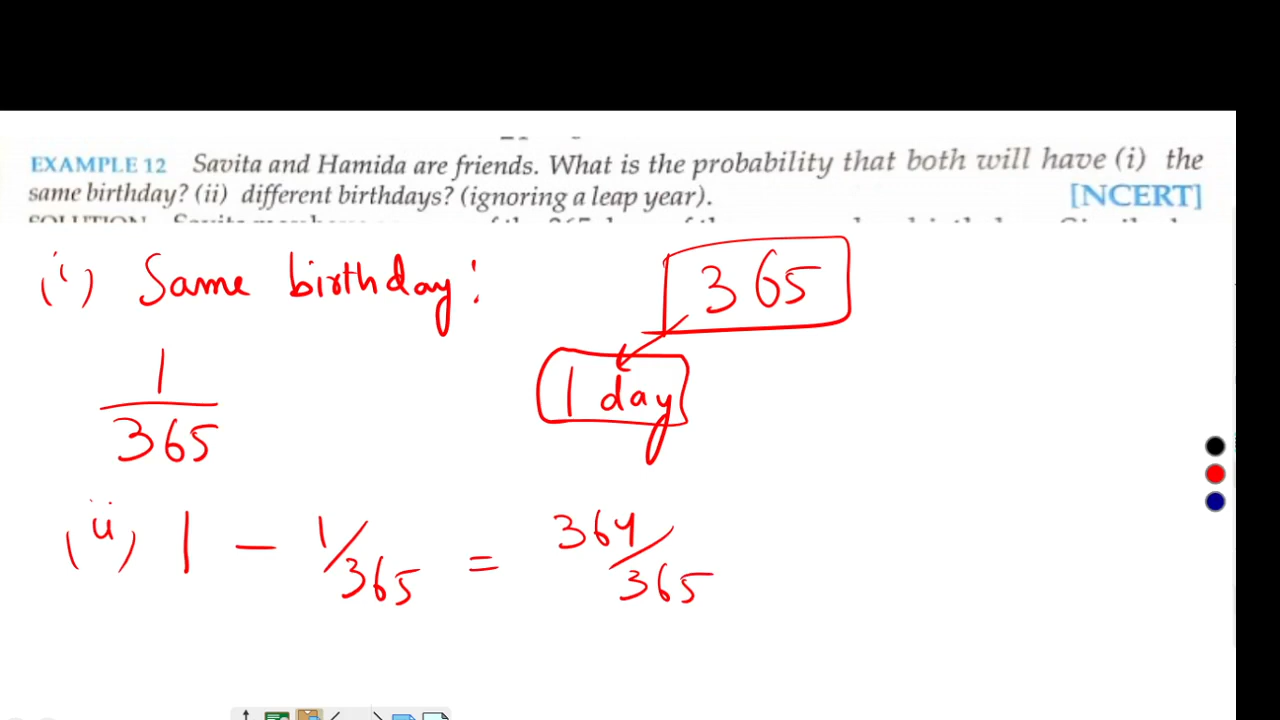 EXAMPLE 12 Savita and Hamida are friends. What is the probability that both will have (i) the
same birthday? (ii) different birthdays? (ignoring a leap year). [NCERT]
(i) Same birthday:
365
1 day
1
365
(ii) 1 - 1/365 = 364/365